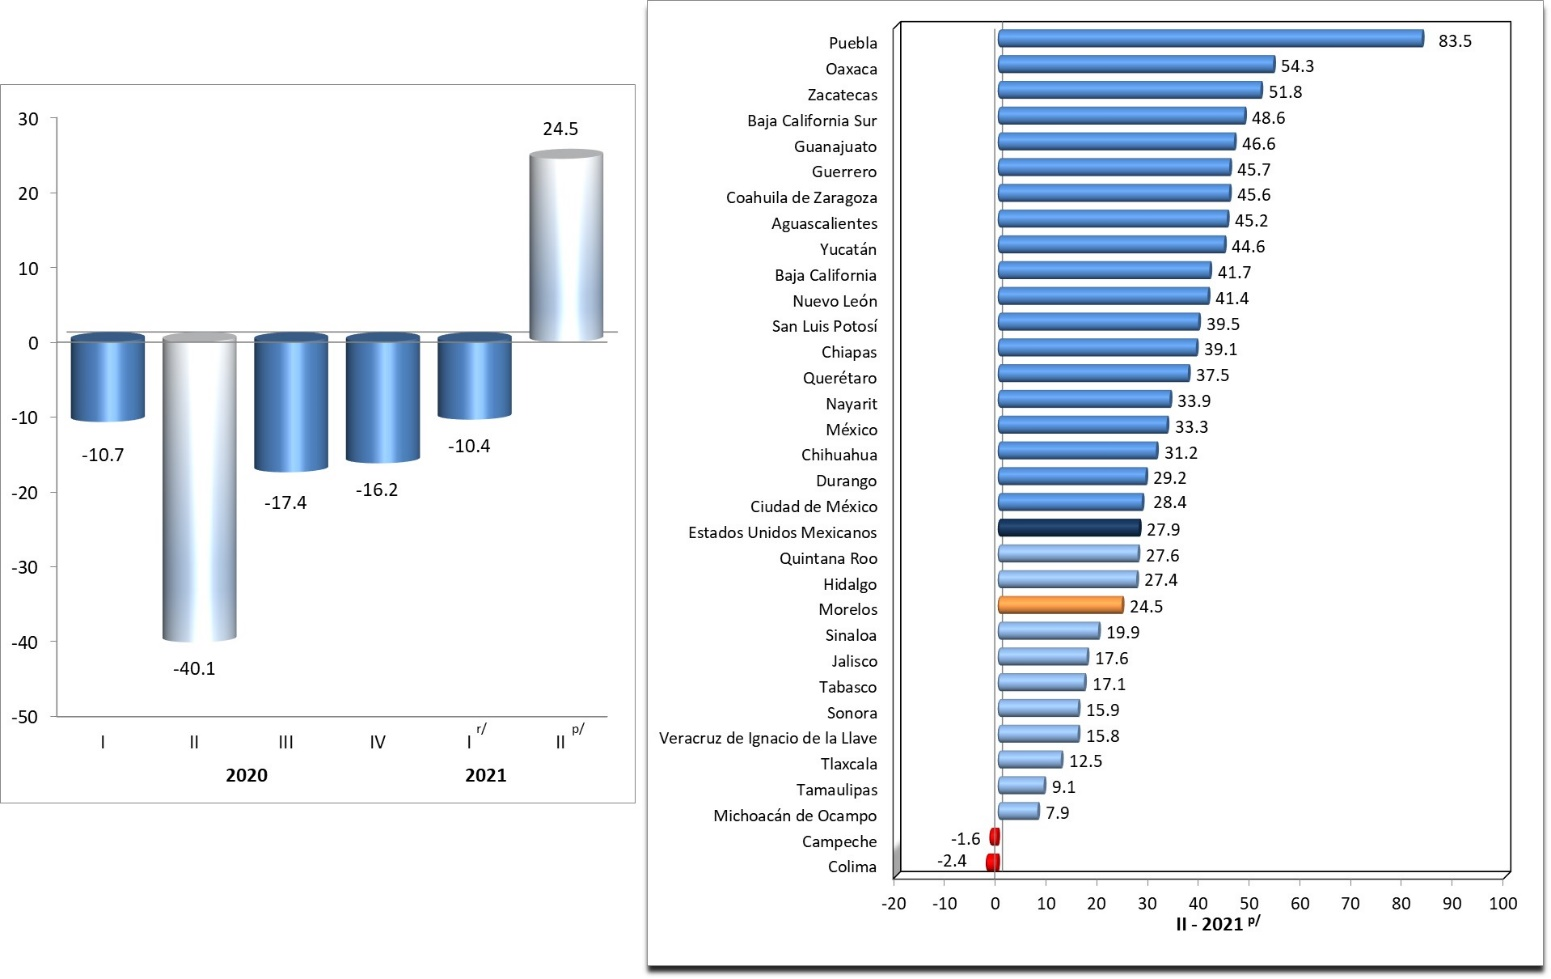 30
20
10
0
-10
-20
-30
-40
-50
24.5
-10.7
-40.1
-17.4
-16.2
-10.4
I II III IV I r/ II p/
2020 2021
Puebla 83.5
Oaxaca 54.3
Zacatecas 51.8
Baja California Sur 48.6
Guanajuato 46.6
Guerrero 45.7
Coahuila de Zaragoza 45.6
Aguascalientes 45.2
Yucatán 44.6
Baja California 41.7
Nuevo León 41.4
San Luis Potosí 39.5
Chiapas 39.1
Querétaro 37.5
Nayarit 33.9
México 33.3
Chihuahua 31.2
Durango 29.2
Ciudad de México 28.4
Estados Unidos Mexicanos 27.9
Quintana Roo 27.6
Hidalgo 27.4
Morelos 24.5
Sinaloa 19.9
Jalisco 17.6
Tabasco 17.1
Sonora 15.9
Veracruz de Ignacio de la Llave 15.8
Tlaxcala 12.5
Tamaulipas 9.1
Michoacán de Ocampo 7.9
Campeche -1.6
Colima -2.4
-20 -10 0 10 20 30 40 50 60 70 80 90 100
II - 2021 p/